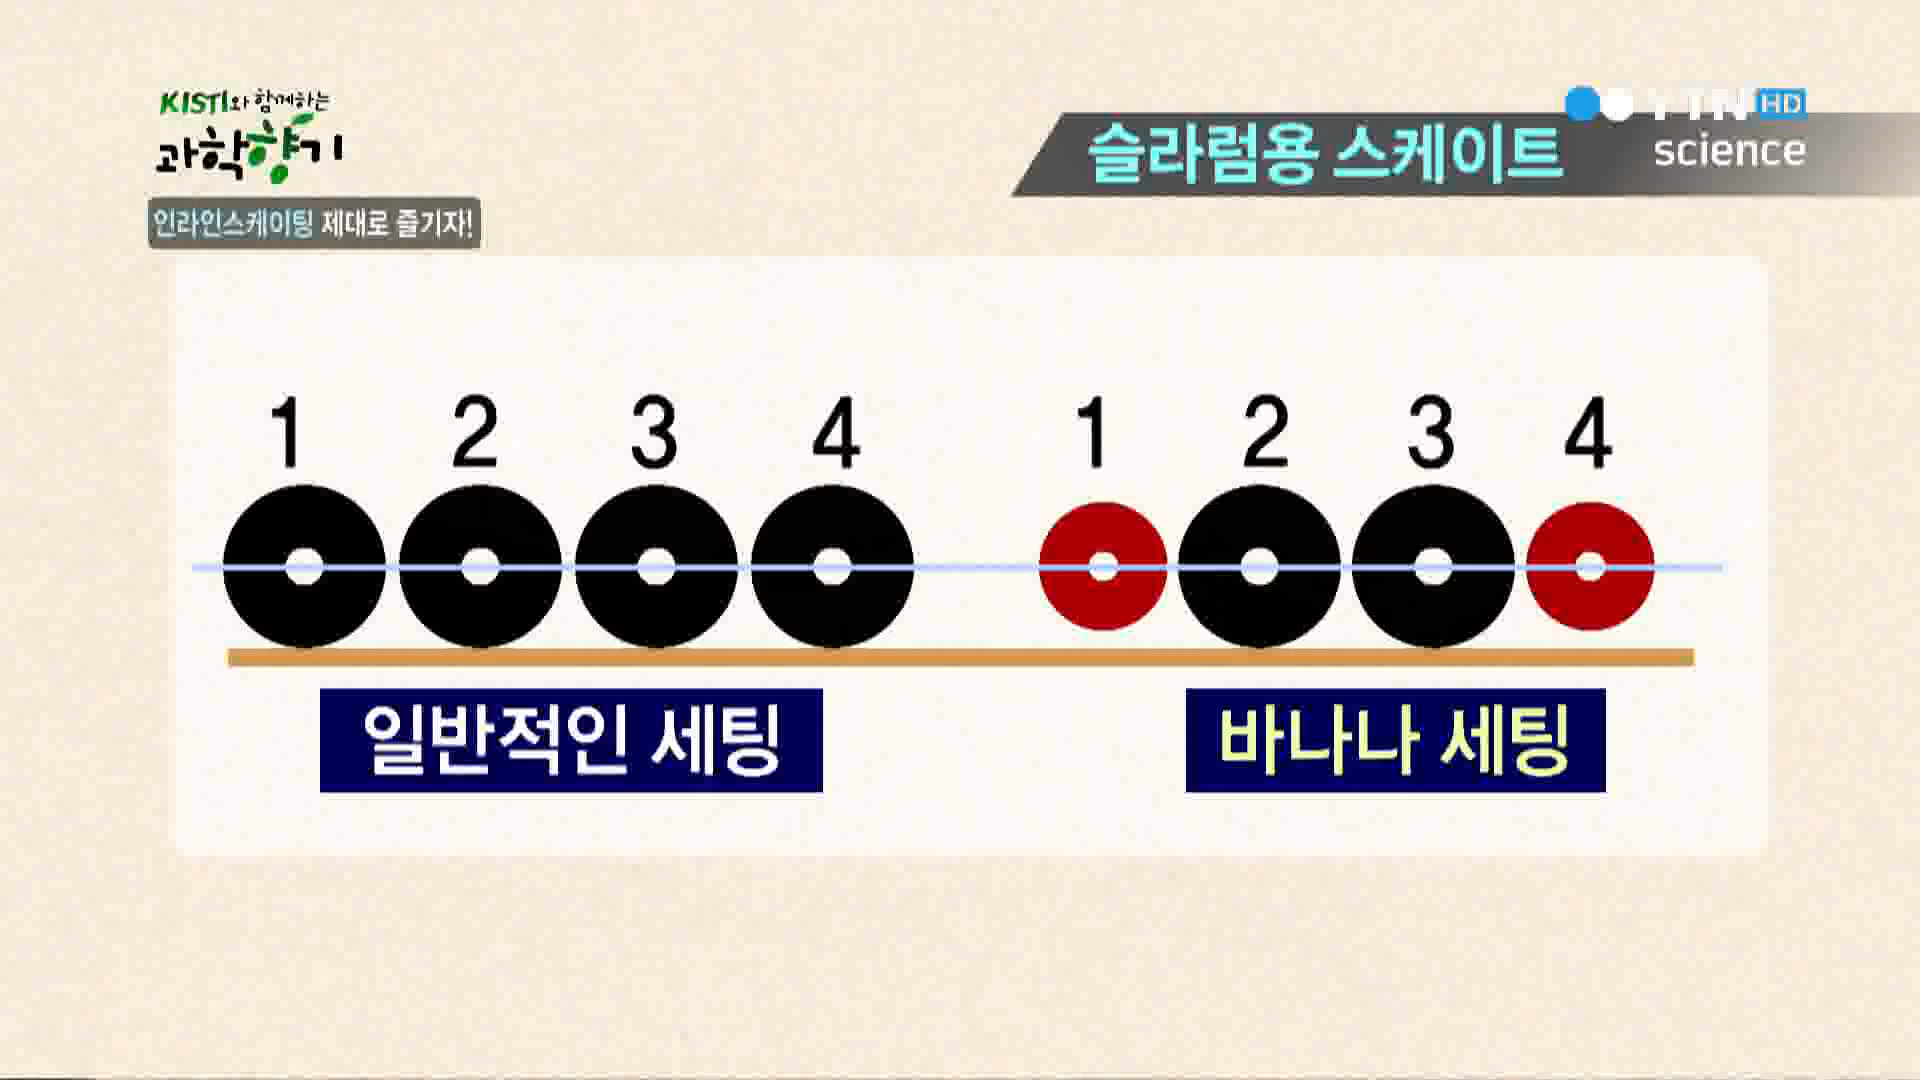 KISTI와 함께하는
과학향기
인라인스케이팅 제대로 즐기자!
슬라럼용 스케이트
YTN HD
science
1 2 3 4
1 2 3 4
일반적인 세팅
바나나 세팅